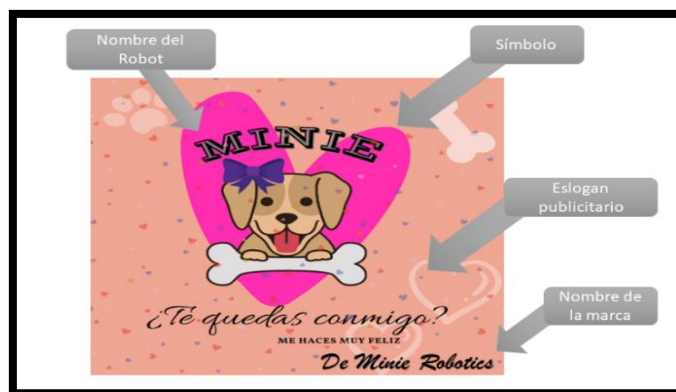 Nombre del
Robot
Símbolo
MINIE
Eslogan
publicitario
¿Té quedas conmigo?
ME HACES MUY FELIZ
Nombre de
la marca
De Minie Robotics